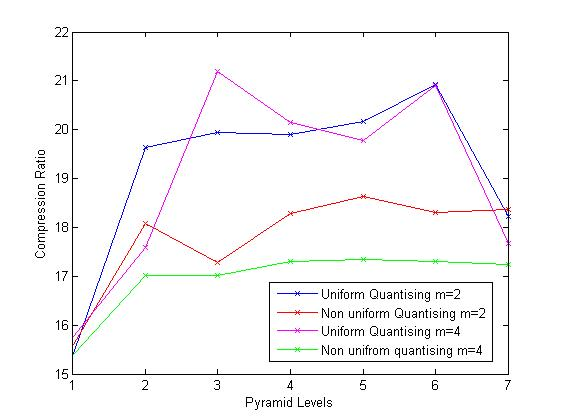 22
21
20
19
18
17
16
15
Compression Ratio
Uniform Quantising m=2
Non uniform Quantising m=2
Uniform Quantising m=4
Non unifrom quantising m=4
1 2 3 4 5 6 7
Pyramid Levels